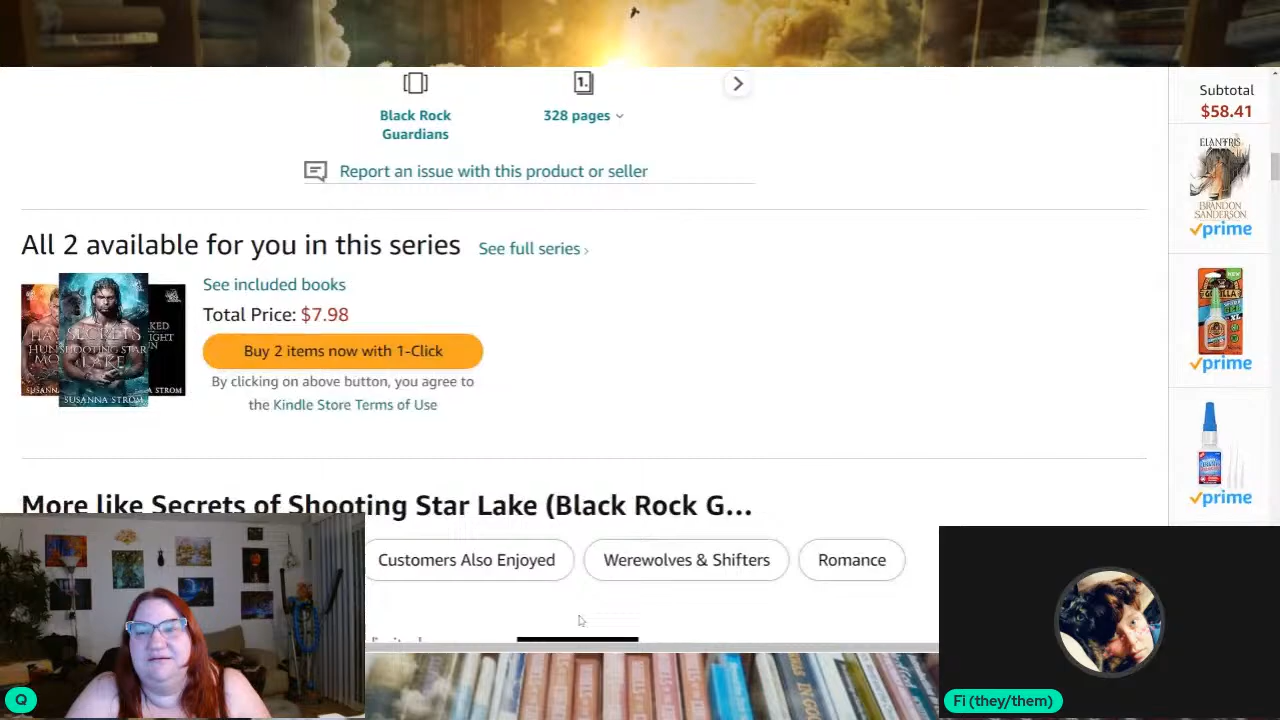 Black Rock
Guardians
1.
328 pages
Report an issue with this product or seller
All 2 available for you in this series
See full series ›
See included books
Total Price: $7.98
Buy 2 items now with 1-Click
By clicking on above button, you agree to
the Kindle Store Terms of Use
SECRETS
SHOOTING STAR
LAKE
SUSANNA STROM
SUSANN
A STROM
More like Secrets of Shooting Star Lake (Black Rock G...
Customers Also Enjoyed
Werewolves & Shifters
Romance
Subtotal
$58.41
ELANTRIS
BRANDON
SANDERSON
prime
prime
prime
Q
Fi (they/them)